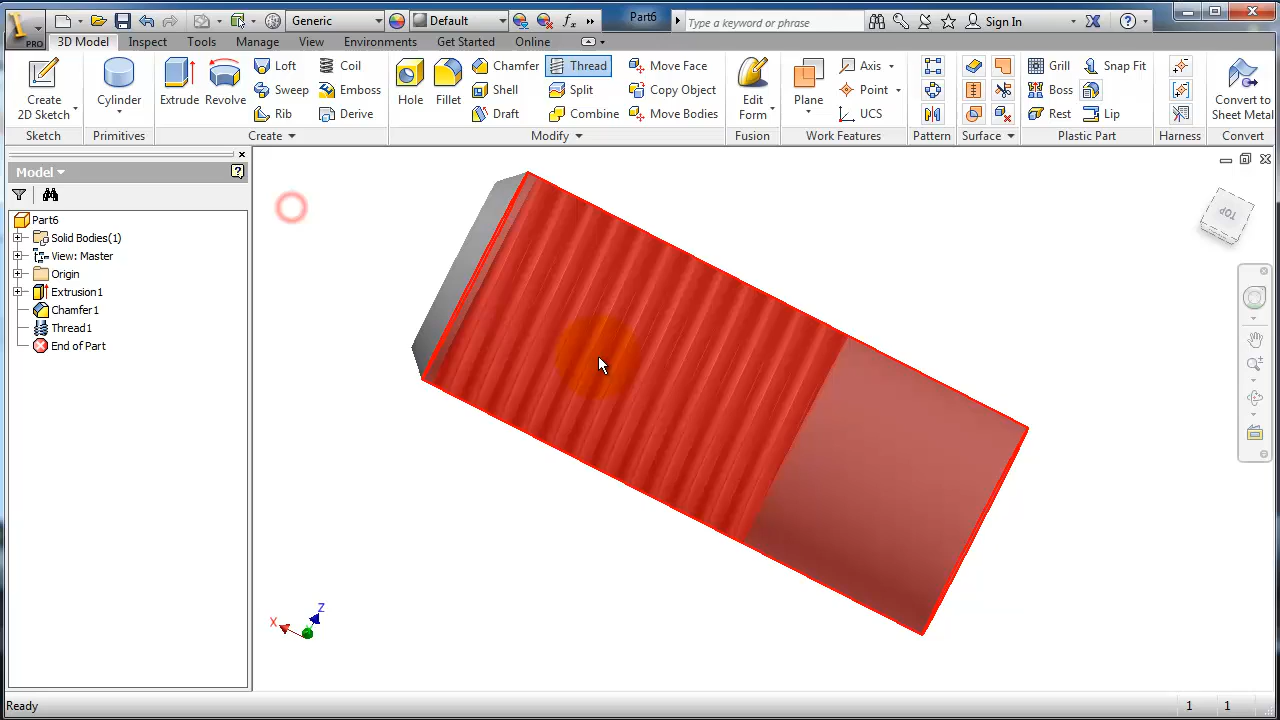 PRO
Generic
Default
fx
Part6
Type a keyword or phrase
Sign In
3D Model
Inspect
Tools
Manage
View
Environments
Get Started
Online
Create
2D Sketch
Sketch
Cylinder
Primitives
Extrude
Revolve
Loft
Sweep
Rib
Coil
Emboss
Derive
Create
Hole
Fillet
Chamfer
Shell
Draft
Thread
Split
Combine
Move Face
Copy Object
Move Bodies
Modify
Edit
Form
Fusion
Plane
Axis
Point
UCS
Work Features
Pattern
Surface
Grill
Boss
Rest
Snap Fit
Lip
Plastic Part
Harness
Convert to
Sheet Metal
Convert
Model
Part6
Solid Bodies(1)
View: Master
Origin
Extrusion1
Chamfer1
Thread1
End of Part
TOP
X
Z
Ready
1
1